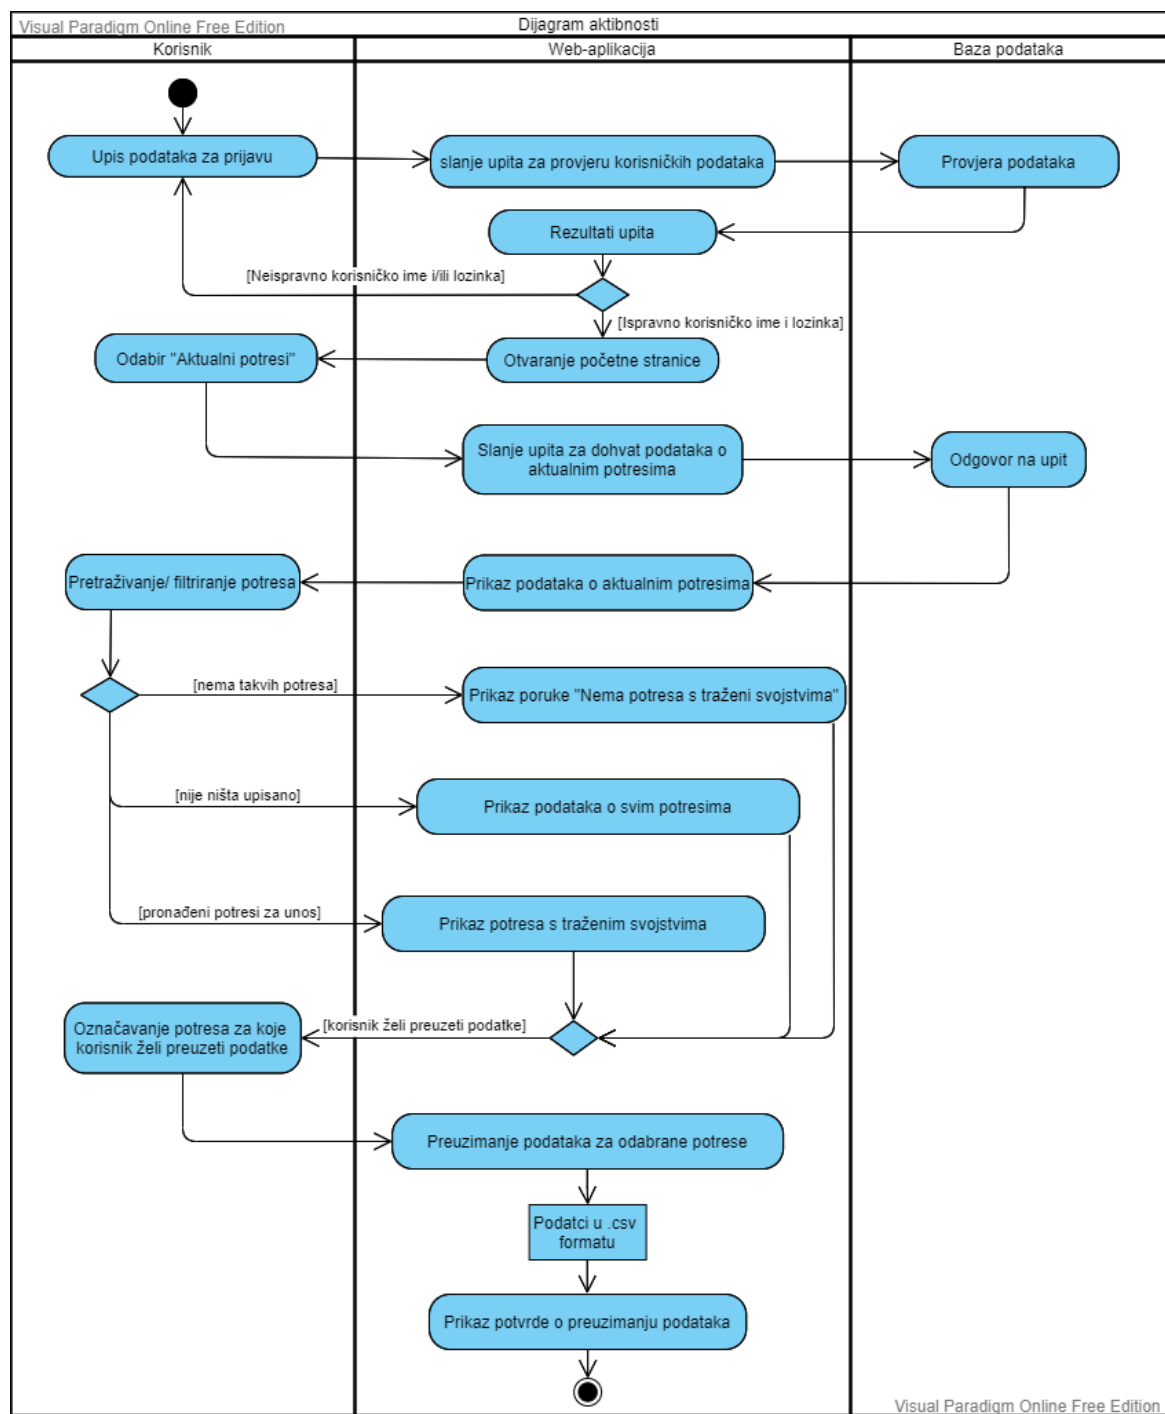 Visual Paradigm Online Free Edition
Dijagram aktibnosti
Korisnik
Web-aplikacija
Baza podataka
Upis podataka za prijavu
slanje upita za provjeru korisničkih podataka
Provjera podataka
Rezultati upita
[Neispravno korisničko ime i/ili lozinka]
[Ispravno korisničko ime i lozinka]
Odabir "Aktualni potresi"
Otvaranje početne stranice
Slanje upita za dohvat podataka o
aktualnim potresima
Odgovor na upit
Pretraživanje/ filtriranje potresa
Prikaz podataka o aktualnim potresima
[nema takvih potresa]
Prikaz poruke "Nema potresa s traženi svojstvima"
[nije ništa upisano]
Prikaz podataka o svim potresima
[pronađeni potresi za unos]
Prikaz potresa s traženim svojstvima
Označavanje potresa za koje
korisnik želi preuzeti podatke
[korisnik želi preuzeti podatke]
Preuzimanje podataka za odabrane potrese
Podatci u .csv
formatu
Prikaz potvrde o preuzimanju podataka
Visual Paradigm Online Free Edition